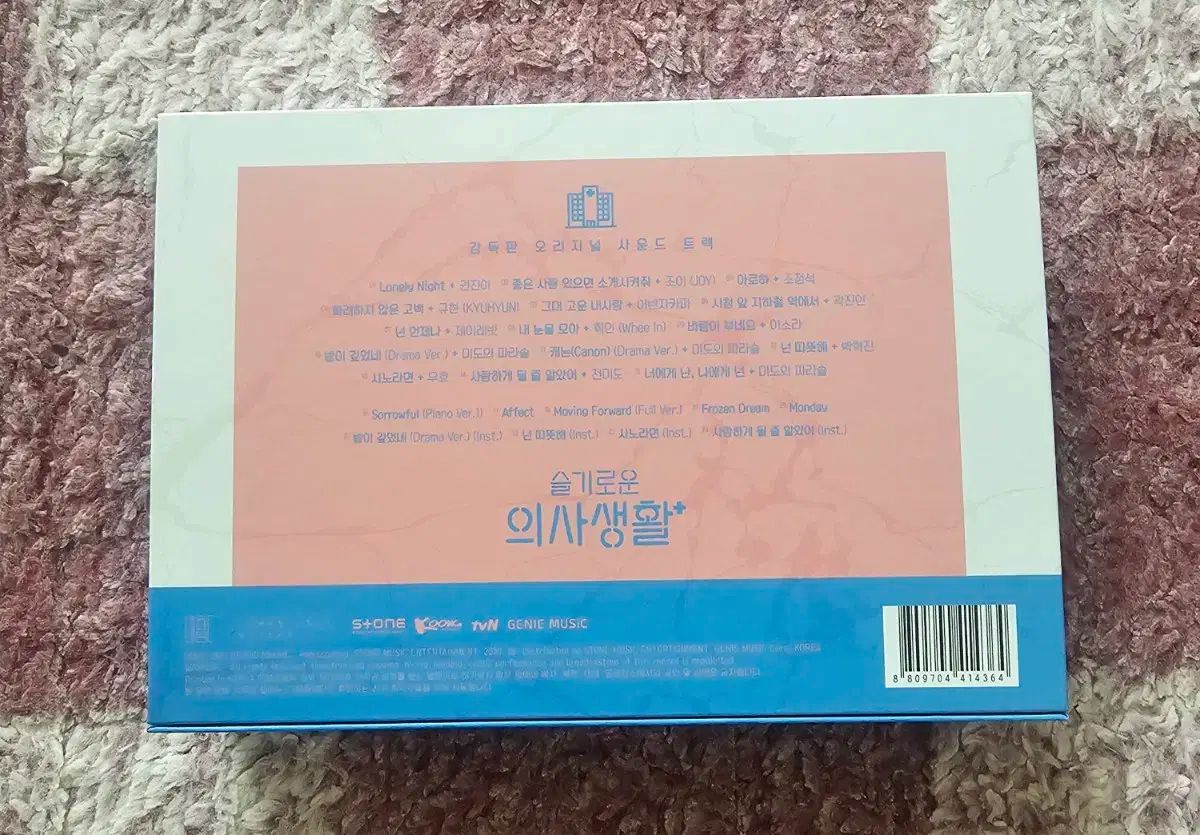 감독판 오리지널 사운드 트랙
Lonely Night + 권진아 좋은 사람 있으면 소개시켜줘 + 조이 (JOY) 아로하 + 조정석
화려하지 않은 고백 + 규현 (KYUHYUN) 그대 고운 내사랑 + 어반자카파 시청 앞 지하철 역에서 + 곽진언
넌 언제나 + 제이레빗 내 눈물 모아 + 휘인 (Whee In) 바람이 부네요 + 이소라
밤이 깊었네 (Drama Ver.) + 미도와 파라솔 캐논(Canon) (Drama Ver.) + 미도와 파라솔 넌 따뜻해 + 박혁진
시나라면 + 우효 사랑하게 될 줄 알았어 + 전미도 너에게 난, 나에게 넌 + 미도와 파라솔
Sorrowful (Piano Ver.) Affect Moving Forward (Full Ver.) Frozen Dream Monday
밤이 깊었네 (Drama Ver.) (Inst.) 넌 따뜻해 (Inst.) (Inst.) 사랑하게 될 줄 알았어 (Inst.)
슬기로운
의사생활+
STONE KOONG tvN GENIE MUSIC
STONE MUSIC ENTERTAINMENT
8 809704 414364